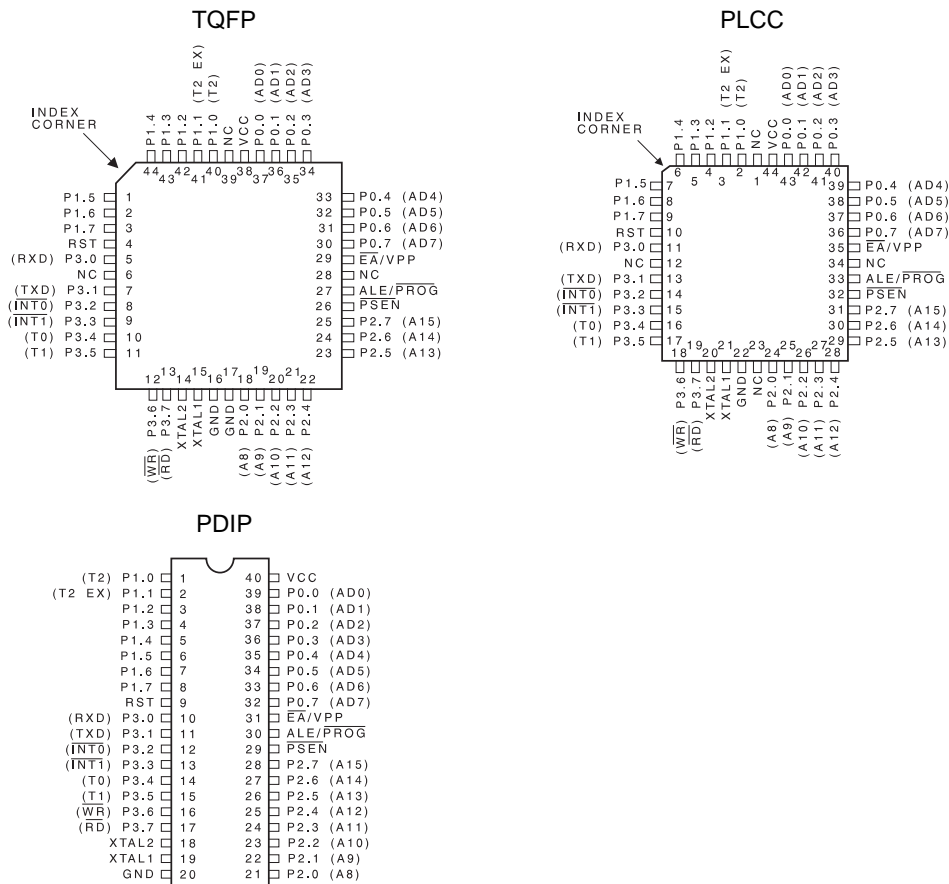 TQFP
INDEX CORNER
P1.4
P1.3
P1.2
P1.1 (T2 EX)
P1.0 (T2)
NC
VCC
P0.0 (AD0)
P0.1 (AD1)
P0.2 (AD2)
P0.3 (AD3)
44 43 42 41 40 39 38 37 36 35 34
P1.5 1
P1.6 2
P1.7 3
RST 4
(RXD) P3.0 5
NC 6
(TXD) P3.1 7
(INT0) P3.2 8
(INT1) P3.3 9
(T0) P3.4 10
(T1) P3.5 11
33 P0.4 (AD4)
32 P0.5 (AD5)
31 P0.6 (AD6)
30 P0.7 (AD7)
29 EA/VPP
28 NC
27 ALE/PROG
26 PSEN
25 P2.7 (A15)
24 P2.6 (A14)
23 P2.5 (A13)
12 13 14 15 16 17 18 19 20 21 22
(WR) P3.6
(RD) P3.7
XTAL2
XTAL1
GND
GND
(A8) P2.0
(A9) P2.1
(A10) P2.2
(A11) P2.3
(A12) P2.4
PLCC
INDEX CORNER
P1.4
P1.3
P1.2
P1.1 (T2 EX)
P1.0 (T2)
NC
VCC
P0.0 (AD0)
P0.1 (AD1)
P0.2 (AD2)
P0.3 (AD3)
6 5 4 3 2 1 44 43 42 41 40
P1.5 7
P1.6 8
P1.7 9
RST 10
(RXD) P3.0 11
NC 12
(TXD) P3.1 13
(INT0) P3.2 14
(INT1) P3.3 15
(T0) P3.4 16
(T1) P3.5 17
39 P0.4 (AD4)
38 P0.5 (AD5)
37 P0.6 (AD6)
36 P0.7 (AD7)
35 EA/VPP
34 NC
33 ALE/PROG
32 PSEN
31 P2.7 (A15)
30 P2.6 (A14)
29 P2.5 (A13)
18 19 20 21 22 23 24 25 26 27 28
(WR) P3.6
(RD) P3.7
XTAL2
XTAL1
GND
NC
(A8) P2.0
(A9) P2.1
(A10) P2.2
(A11) P2.3
(A12) P2.4
PDIP
(T2) P1.0 1 40 VCC
(T2 EX) P1.1 2 39 P0.0 (AD0)
P1.2 3 38 P0.1 (AD1)
P1.3 4 37 P0.2 (AD2)
P1.4 5 36 P0.3 (AD3)
P1.5 6 35 P0.4 (AD4)
P1.6 7 34 P0.5 (AD5)
P1.7 8 33 P0.6 (AD6)
RST 9 32 P0.7 (AD7)
(RXD) P3.0 10 31 EA/VPP
(TXD) P3.1 11 30 ALE/PROG
(INT0) P3.2 12 29 PSEN
(INT1) P3.3 13 28 P2.7 (A15)
(T0) P3.4 14 27 P2.6 (A14)
(T1) P3.5 15 26 P2.5 (A13)
(WR) P3.6 16 25 P2.4 (A12)
(RD) P3.7 17 24 P2.3 (A11)
XTAL2 18 23 P2.2 (A10)
XTAL1 19 22 P2.1 (A9)
GND 20 21 P2.0 (A8)